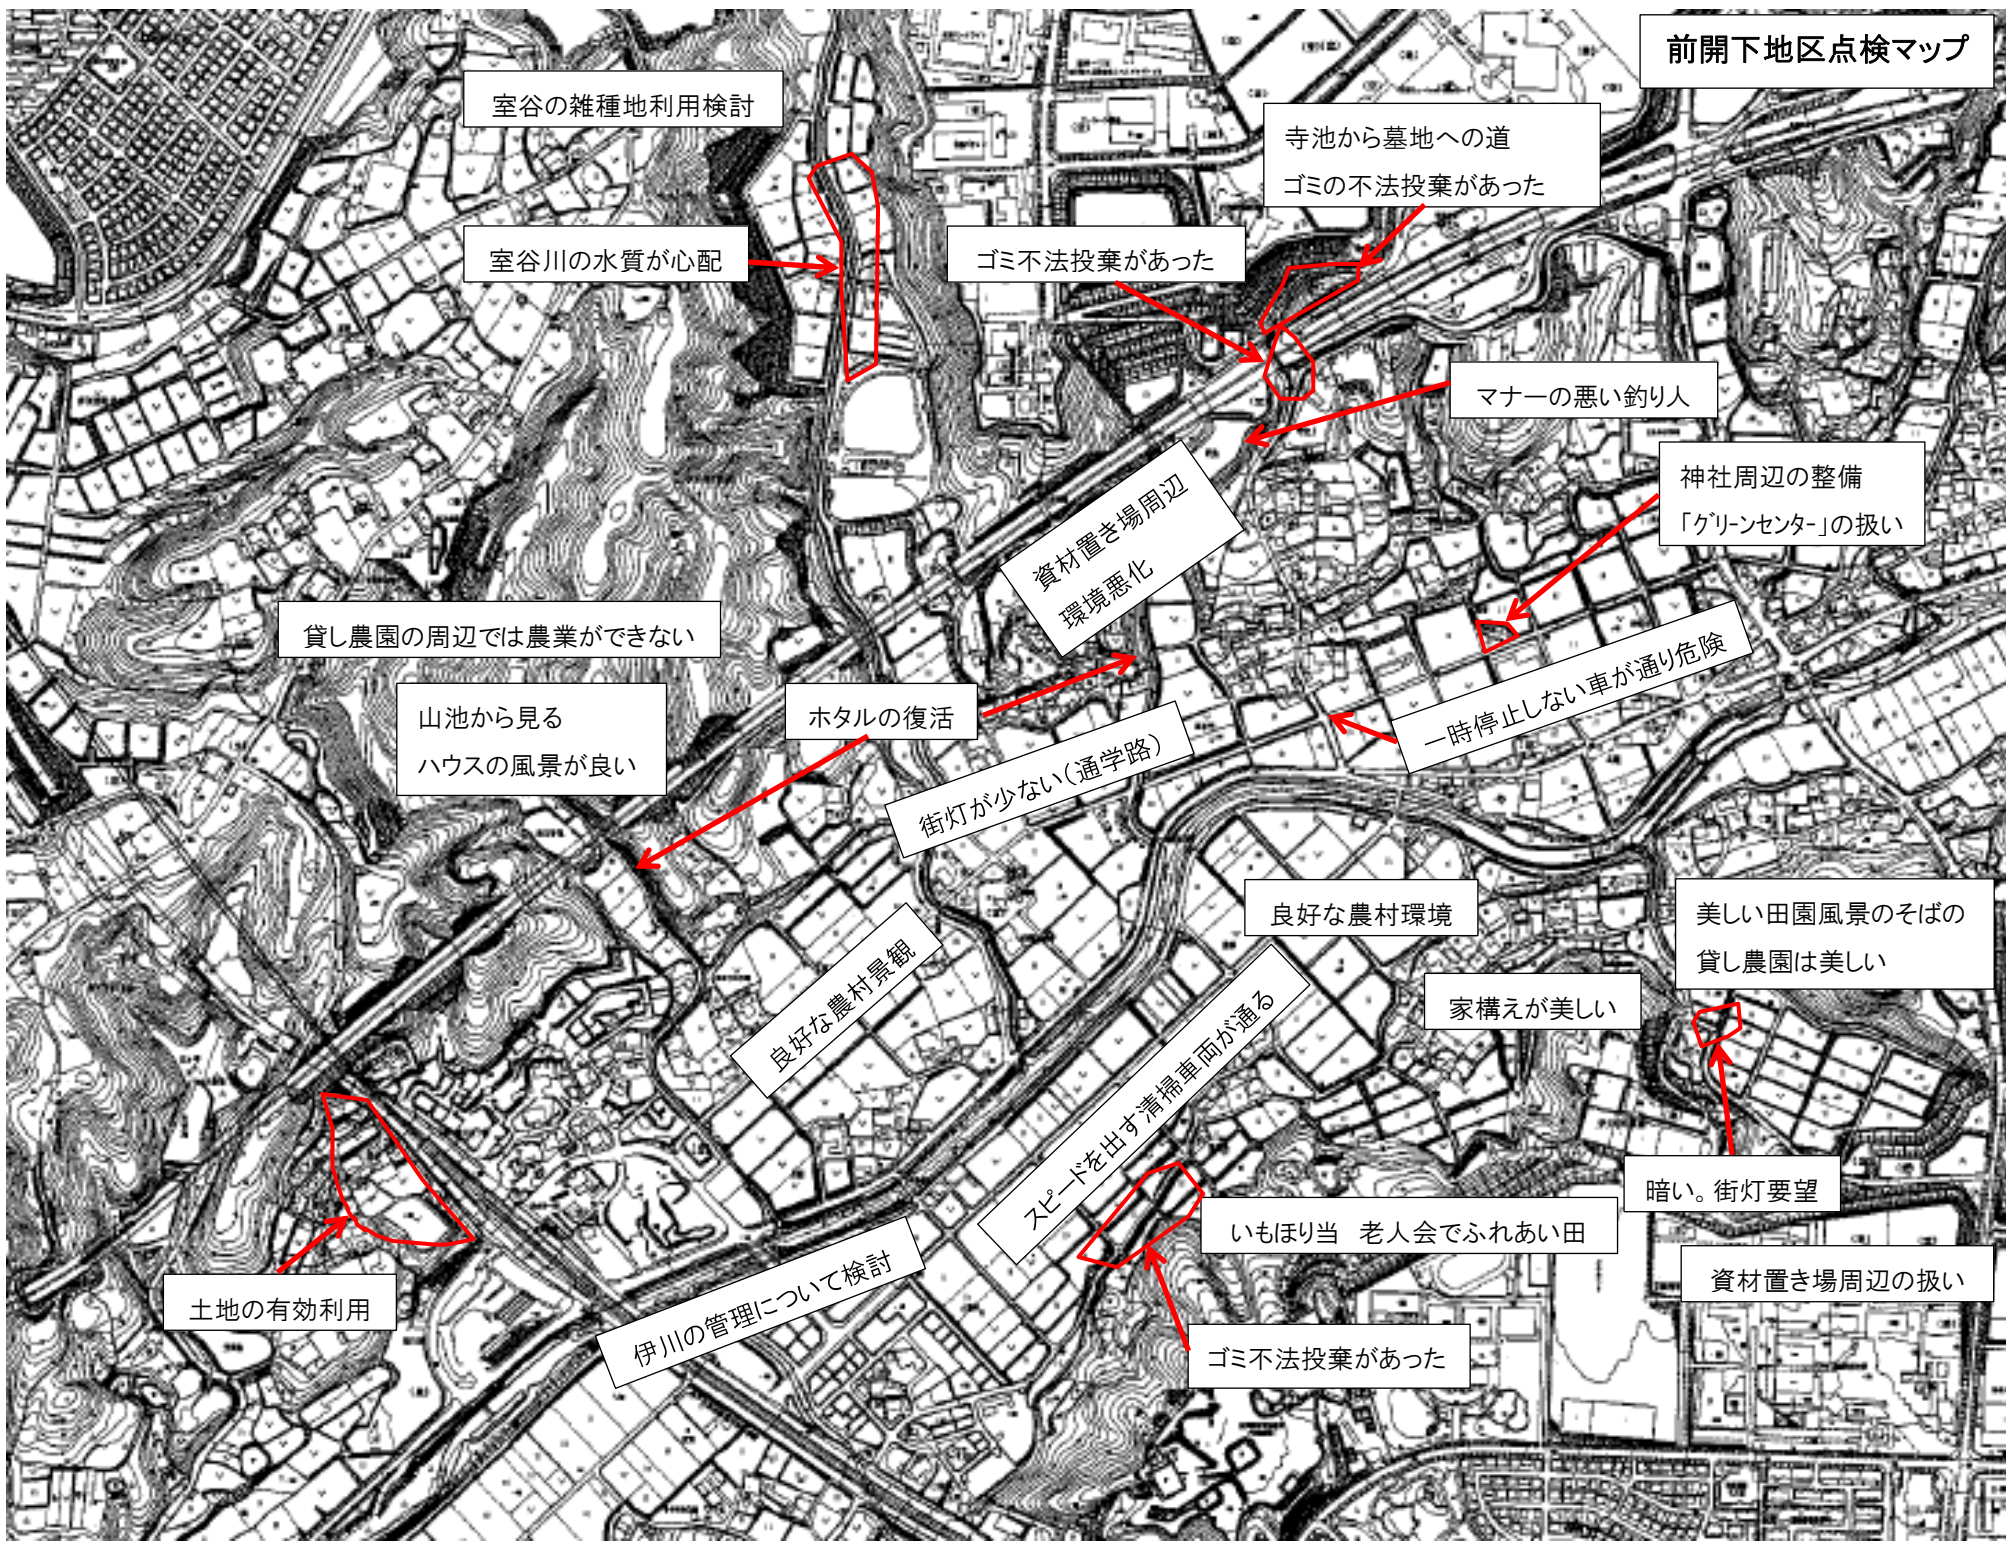 前開下地区点検マップ
室谷の雑種地利用検討
寺池から墓地への道
ゴミの不法投棄があった
室谷川の水質が心配
ゴミ不法投棄があった
マナーの悪い釣り人
資材置き場周辺
環境悪化
神社周辺の整備
「グリーンセンター」の扱い
貸し農園の周辺では農業ができない
山池から見る
ハウスの風景が良い
ホタルの復活
一時停止しない車が通り危険
街灯が少ない(通学路)
良好な農村環境
美しい田園風景のそばの
貸し農園は美しい
良好な農村景観
家構えが美しい
スピードを出す清掃車両が通る
暗い。街灯要望
いもほり当 老人会でふれあい田
資材置き場周辺の扱い
土地の有効利用
伊川の管理について検討
ゴミ不法投棄があった